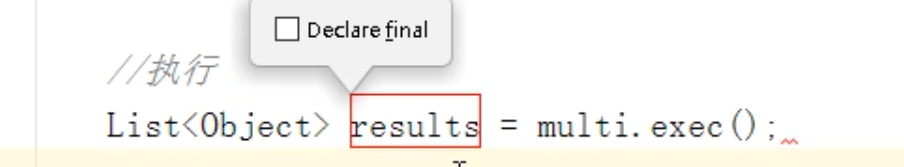 Declare final
//执行
List<Object> results = multi.exec();